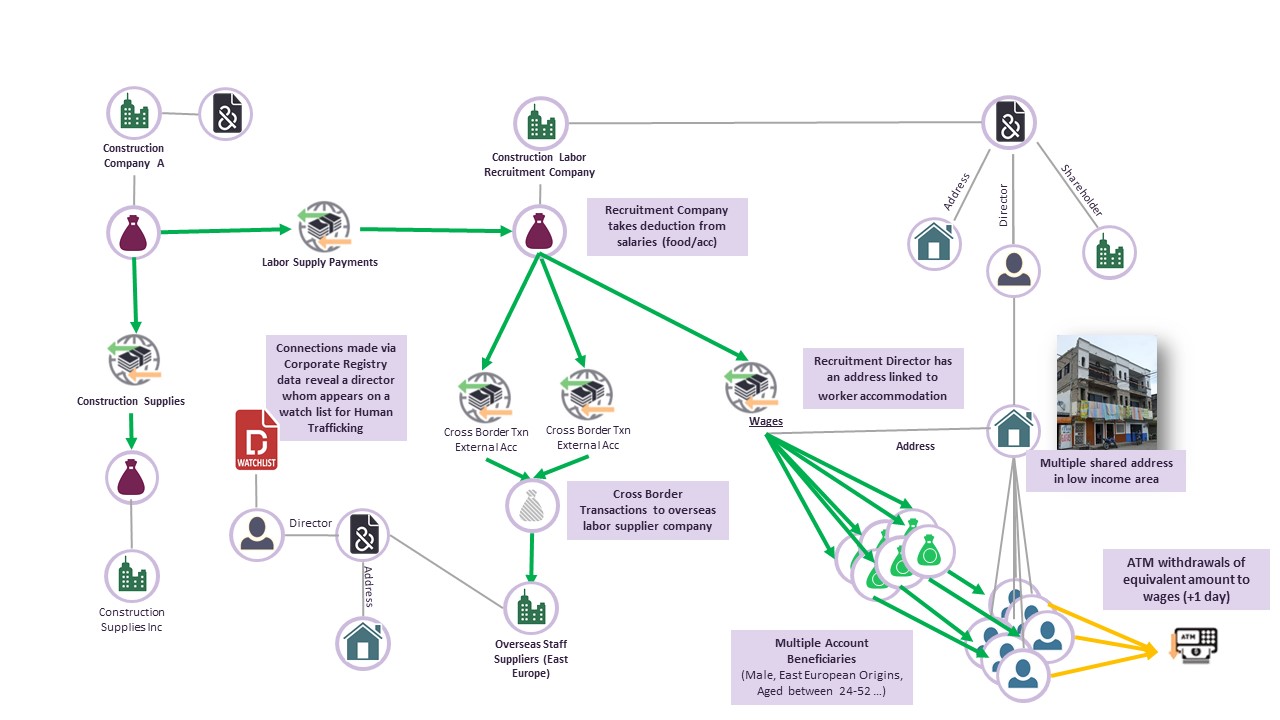 Construction
Company A
Construction Labor
Recruitment Company
Address
Director
Shareholder
Recruitment Company
takes deduction from
salaries (food/acc)
Labor Supply Payments
Connections made via
Corporate Registry
data reveal a director
whom appears on a
watch list for Human
Trafficking
Construction Supplies
D
WATCHLIST
Cross Border Txn
External Acc
Cross Border Txn
External Acc
Wages
Recruitment Director has
an address linked to
worker accommodation
Address
Multiple shared address
in low income area
Cross Border
Transactions to overseas
labor supplier company
Director
Address
Construction
Supplies Inc
Overseas Staff
Suppliers (East
Europe)
ATM withdrawals of
equivalent amount to
wages (+1 day)
ATM
Multiple Account
Beneficiaries
(Male, East European Origins,
Aged between 24-52 ...)